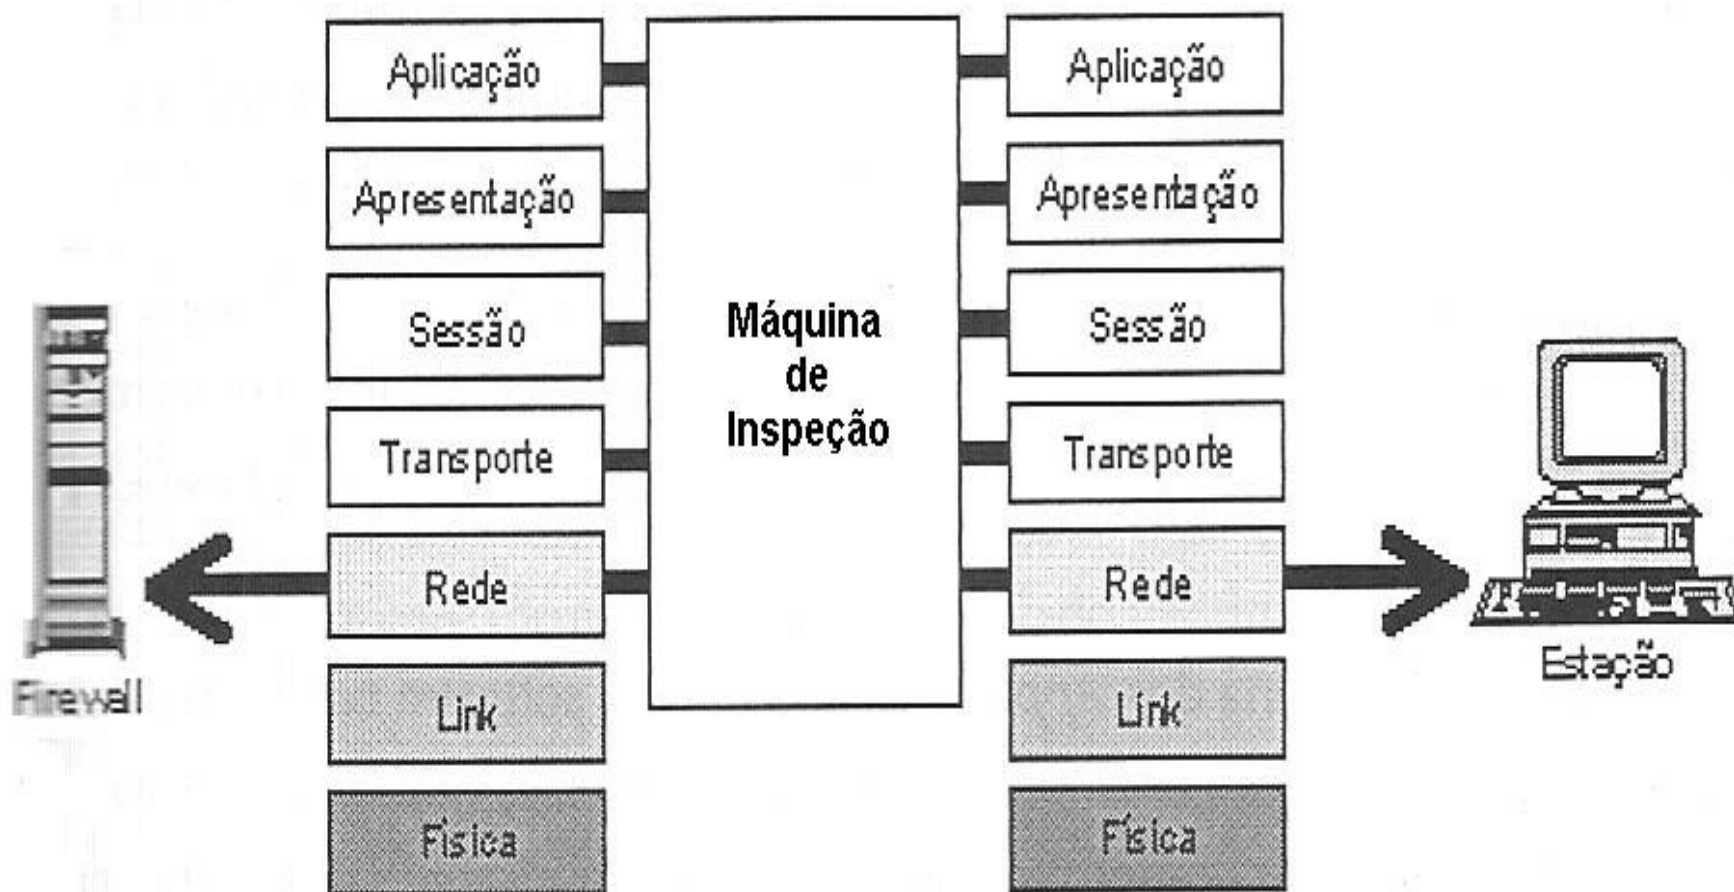 Aplicação
Apresentação
Sessão
Transporte
Rede
Link
Física
Máquina
de
Inspeção
Aplicação
Apresentação
Sessão
Transporte
Rede
Link
Física
Firewall
Estação